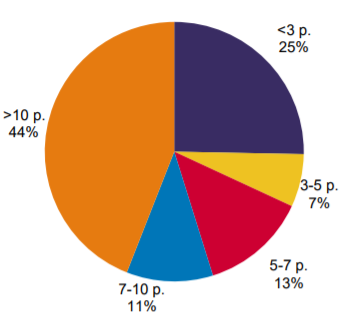 <3 p.
25%
>10 p.
44%
3-5 p.
7%
5-7 p.
13%
7-10 p.
11%